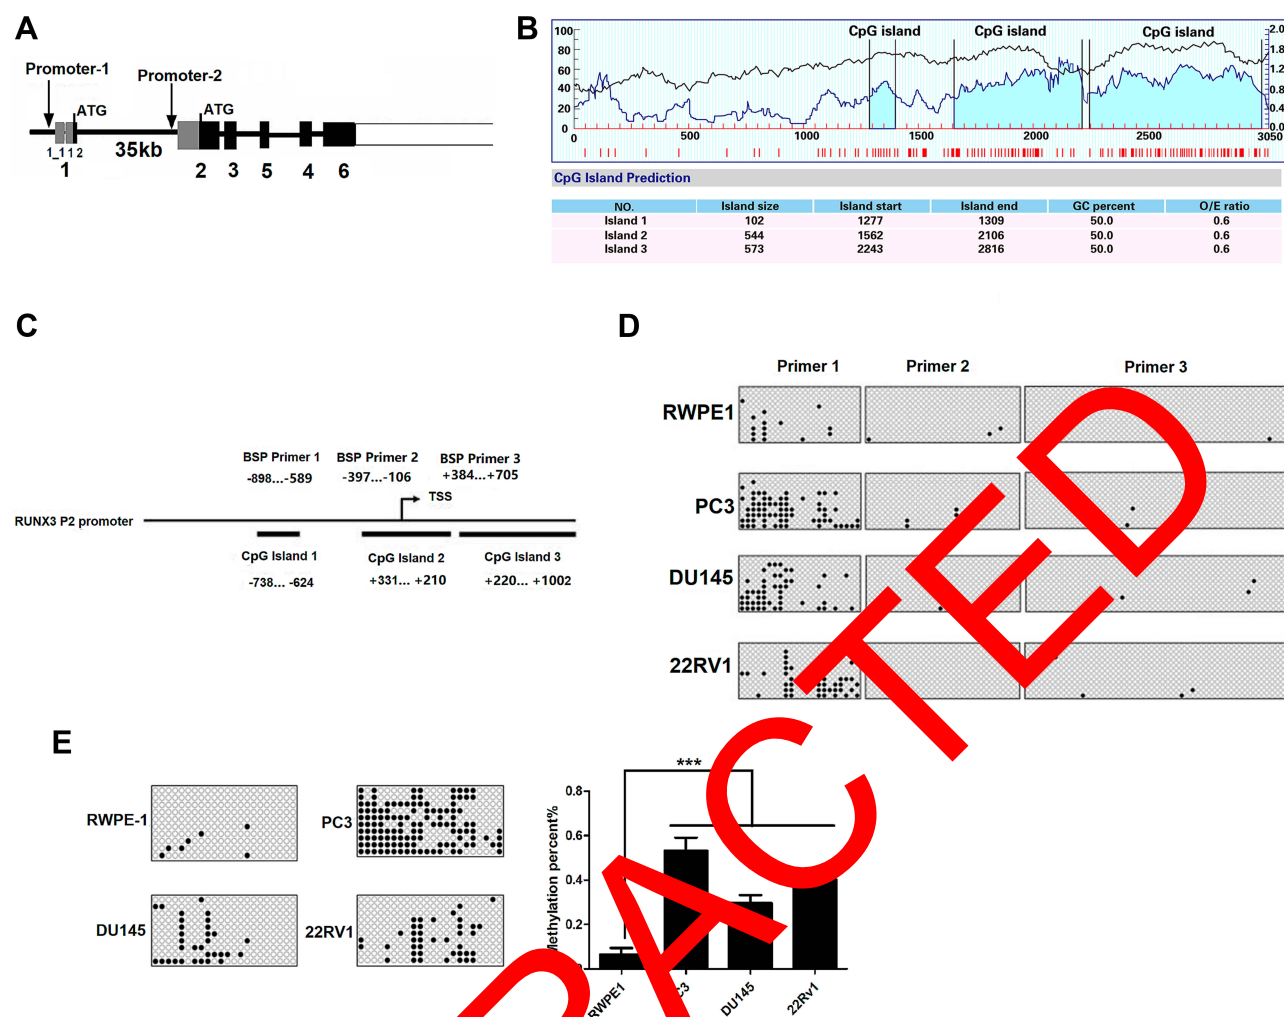 A
Promoter-1
Promoter-2
ATG
ATG
1_1 1 2
35kb
1 2 3 5 4 6
B
CpG island CpG island CpG island
100 2.0
80 1.6
60 1.2
40 0.8
20 0.4
0 0.0
0 500 1000 1500 2000 2500 3050
CpG Island Prediction
NO. Island size Island start Island end GC percent O/E ratio
Island 1 102 1277 1309 50.0 0.6
Island 2 544 1562 2106 50.0 0.6
Island 3 573 2243 2816 50.0 0.6
C
BSP Primer 1 BSP Primer 2 BSP Primer 3
-898...-589 -397...-106 +384...+705
TSS
RUNX3 P2 promoter
CpG Island 1 CpG Island 2 CpG Island 3
-738... -624 +331... +210 +220... +1002
D
Primer 1 Primer 2 Primer 3
RWPE1
PC3
DU145
22RV1
E
RWPE-1
PC3
DU145
22RV1
***
Methylation percent%
0.8
0.6
0.4
0.2
RWPE1 C3 DU145 22Rv1
RACTED